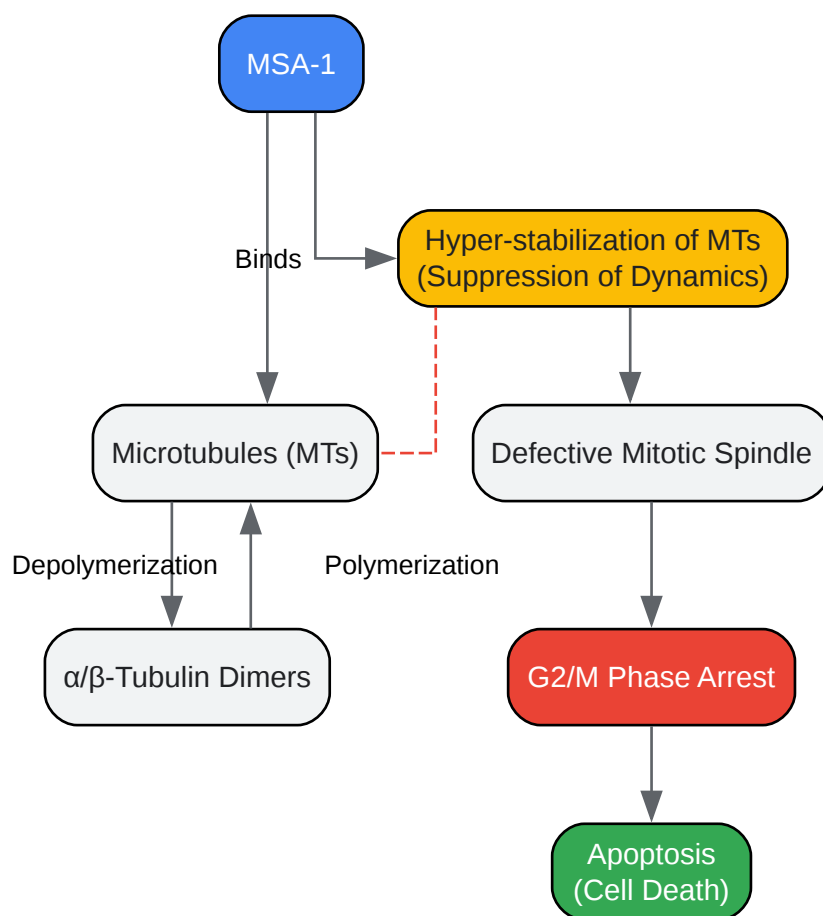 MSA-1
Binds
Hyper-stabilization of MTs
(Suppression of Dynamics)
Microtubules (MTs)
Defective Mitotic Spindle
Depolymerization
Polymerization
α/β-Tubulin Dimers
G2/M Phase Arrest
Apoptosis
(Cell Death)